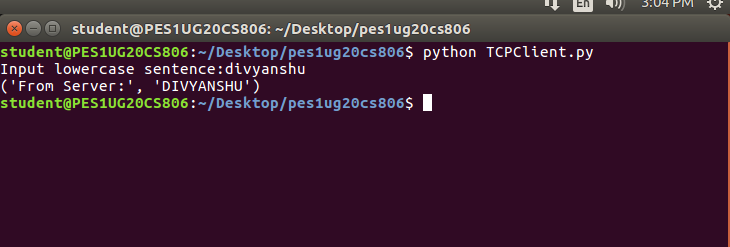 En 3:04 PM
student@PES1UG20CS806: ~/Desktop/pes1ug20cs806
student@PES1UG20CS806:~/Desktop/pes1ug20cs806$ python TCPClient.py
Input lowercase sentence:divyanshu
('From Server:', 'DIVYANSHU')
student@PES1UG20CS806:~/Desktop/pes1ug20cs806$